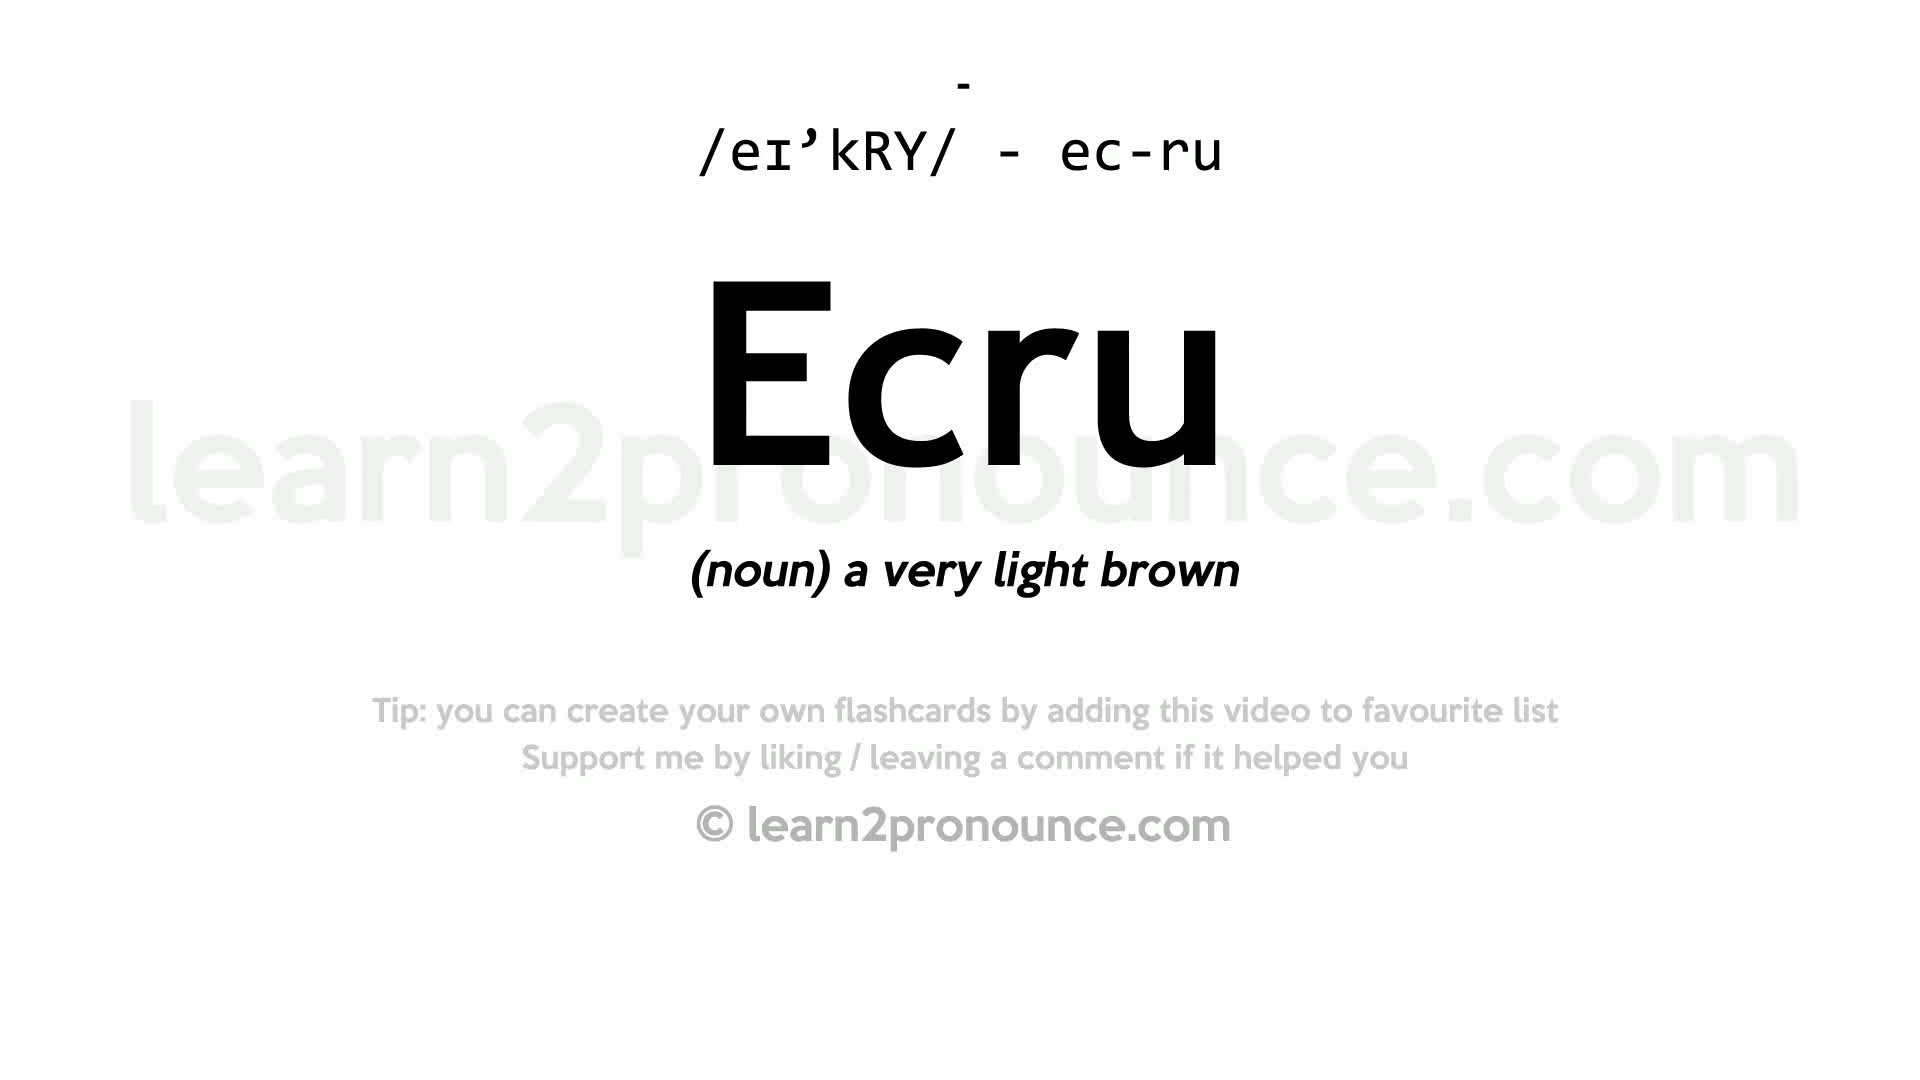 -
/eɪ’kRY/ - ec-ru
Ecru
learn2pronounce.com
(noun) a very light brown
Tip: you can create your own flashcards by adding this video to favourite list
Support me by liking / leaving a comment if it helped you
© learn2pronounce.com